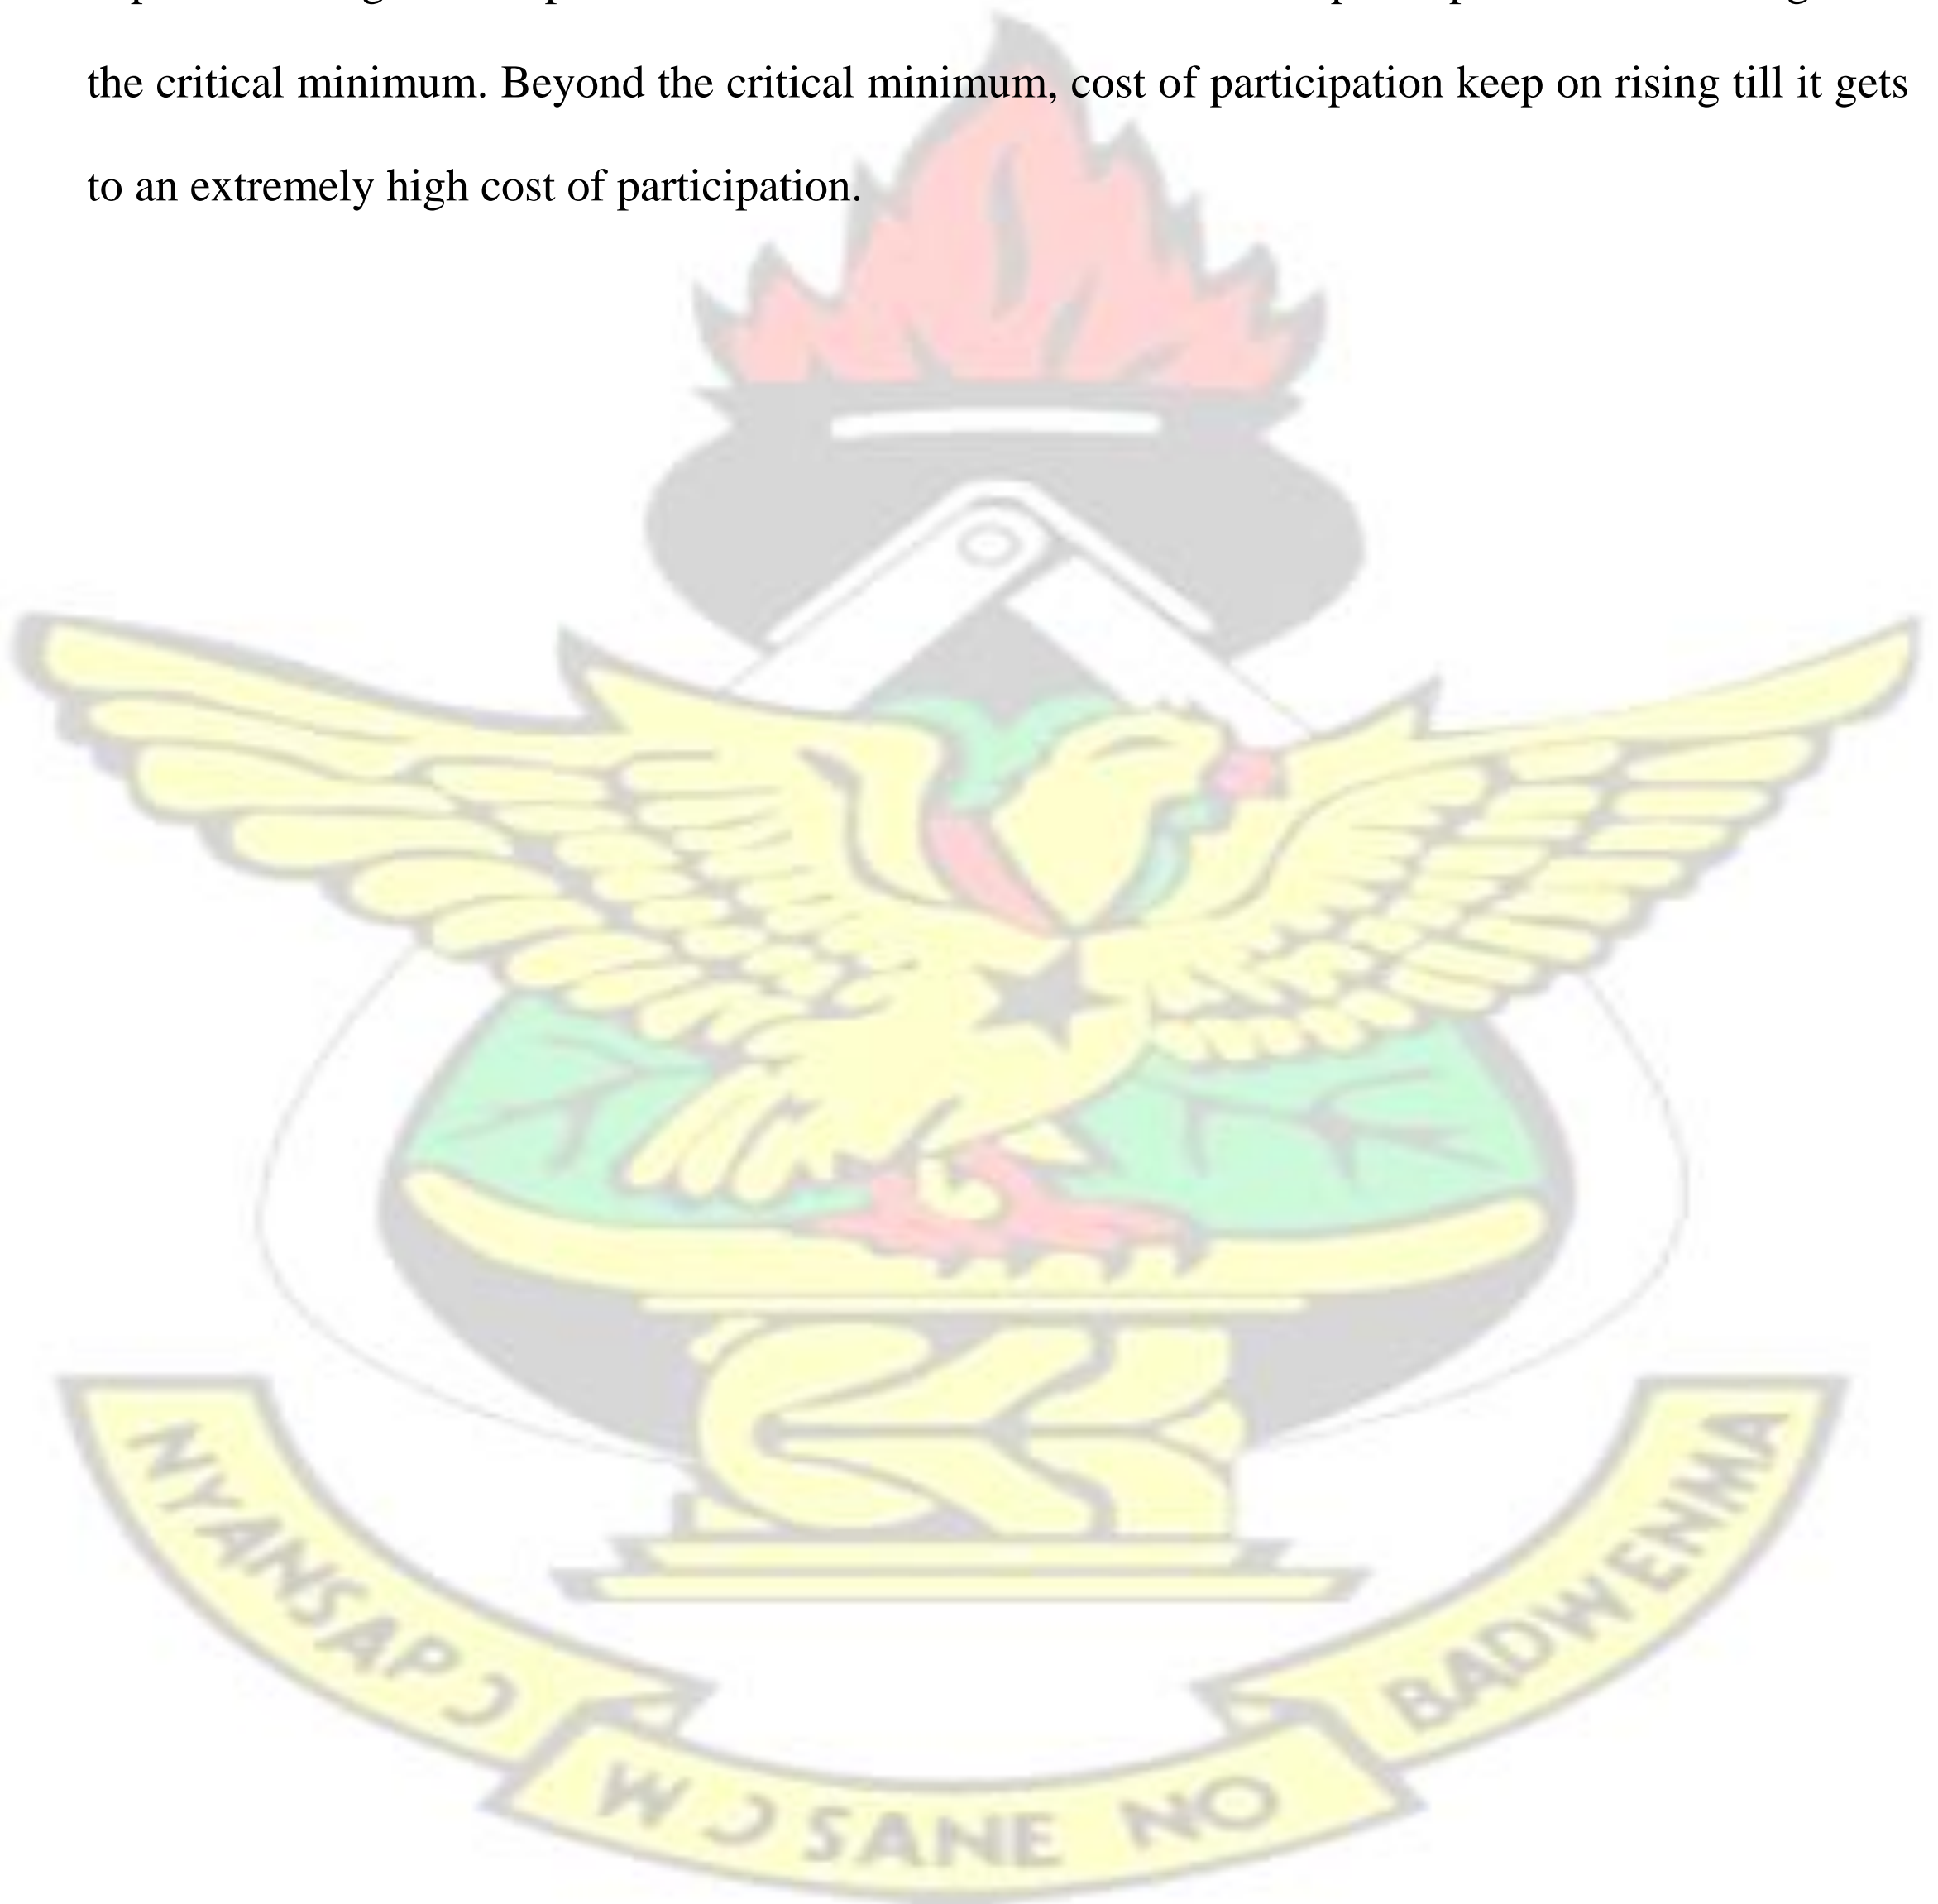 the critical minimum. Beyond the critical minimum, cost of participation keep on rising till it gets
to an extremely high cost of participation.
NYANSAPƆ
WƆSANE NO
BADWENMA